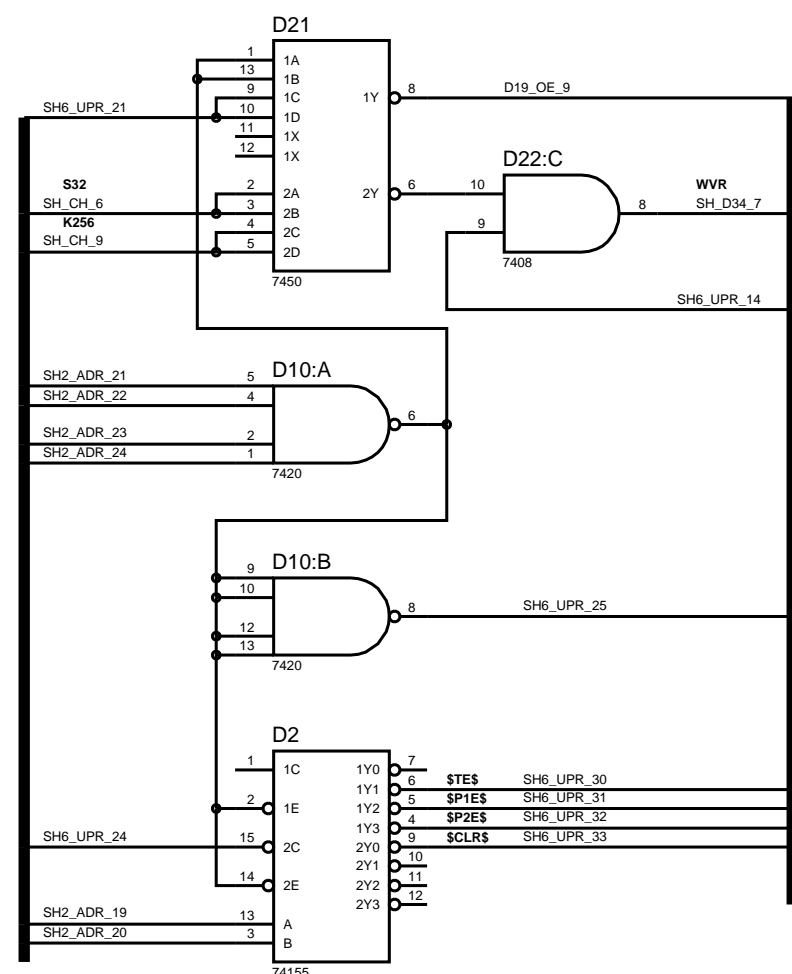 D21
1 1A
13 1B
9 1C 1Y 8 D19_OE_9
SH6_UPR_21 10 1D
11 1X
12 1X
D22:C
S32 2 2A 2Y 6 10 WVR
SH_CH_6 3 2B 8 SH_D34_7
K256 4 2C 9
SH_CH_9 5 2D
7408
7450
SH6_UPR_14
D10:A
SH2_ADR_21 5
SH2_ADR_22 4
6
SH2_ADR_23 2
SH2_ADR_24 1
7420
D10:B
9
10
8 SH6_UPR_25
12
13
7420
D2
1 1C 1Y0 7
1Y1 6 $TE$ SH6_UPR_30
2 1E 1Y2 5 $P1E$ SH6_UPR_31
1Y3 4 $P2E$ SH6_UPR_32
SH6_UPR_24 15 2C 2Y0 9 $CLR$ SH6_UPR_33
2Y1 10
14 2E 2Y2 11
2Y3 12
SH2_ADR_19 13 A
SH2_ADR_20 3 B
74155